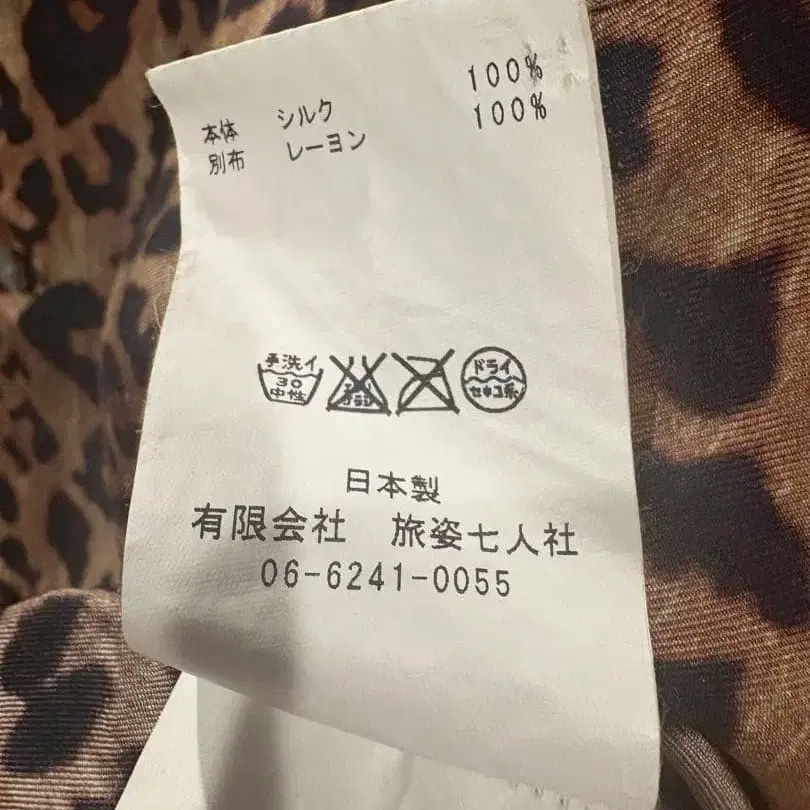 本体 シルク 100%
別布 レーヨン 100%
手洗イ
30
中性
ドライ
セキユ系
日本製
有限会社 旅姿七人社
06-6241-0055